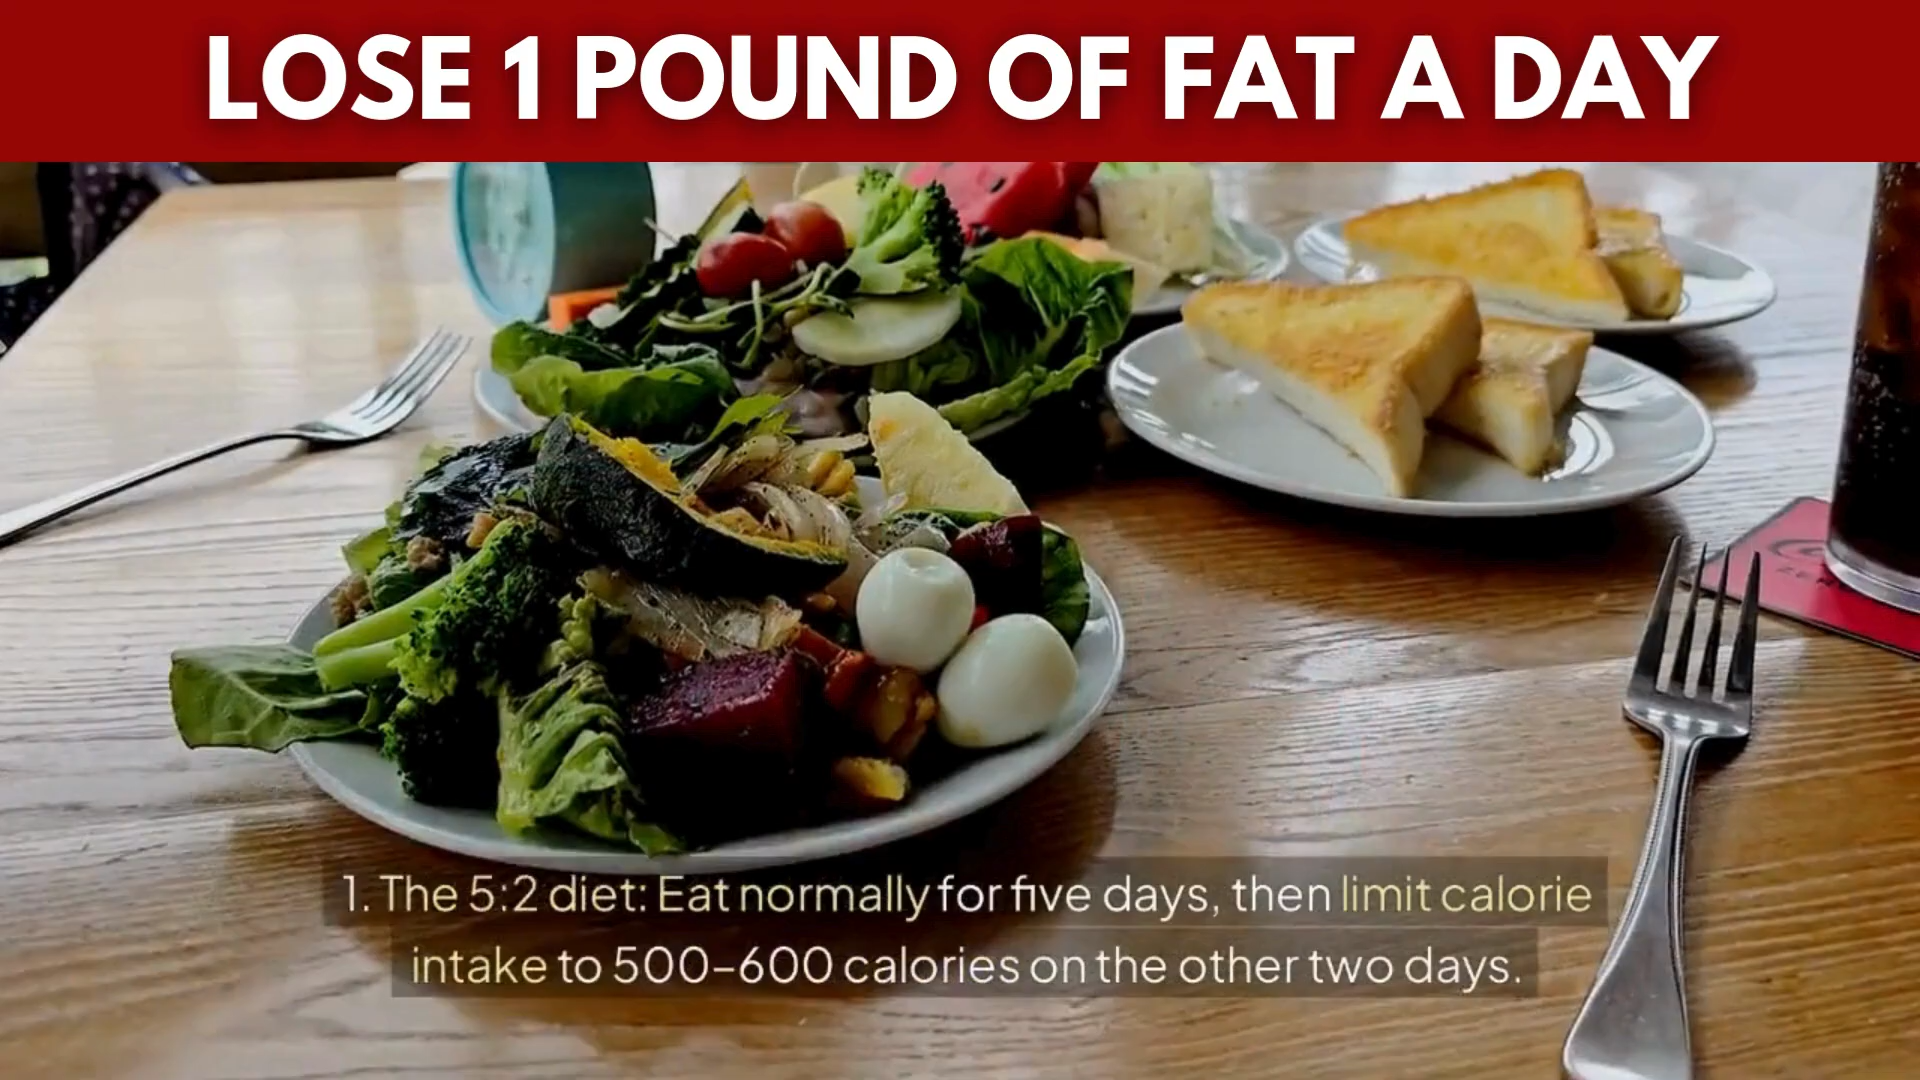 LOSE 1 POUND OF FAT A DAY
1. The 5:2 diet: Eat normally for five days, then limit calorie
intake to 500–600 calories on the other two days.